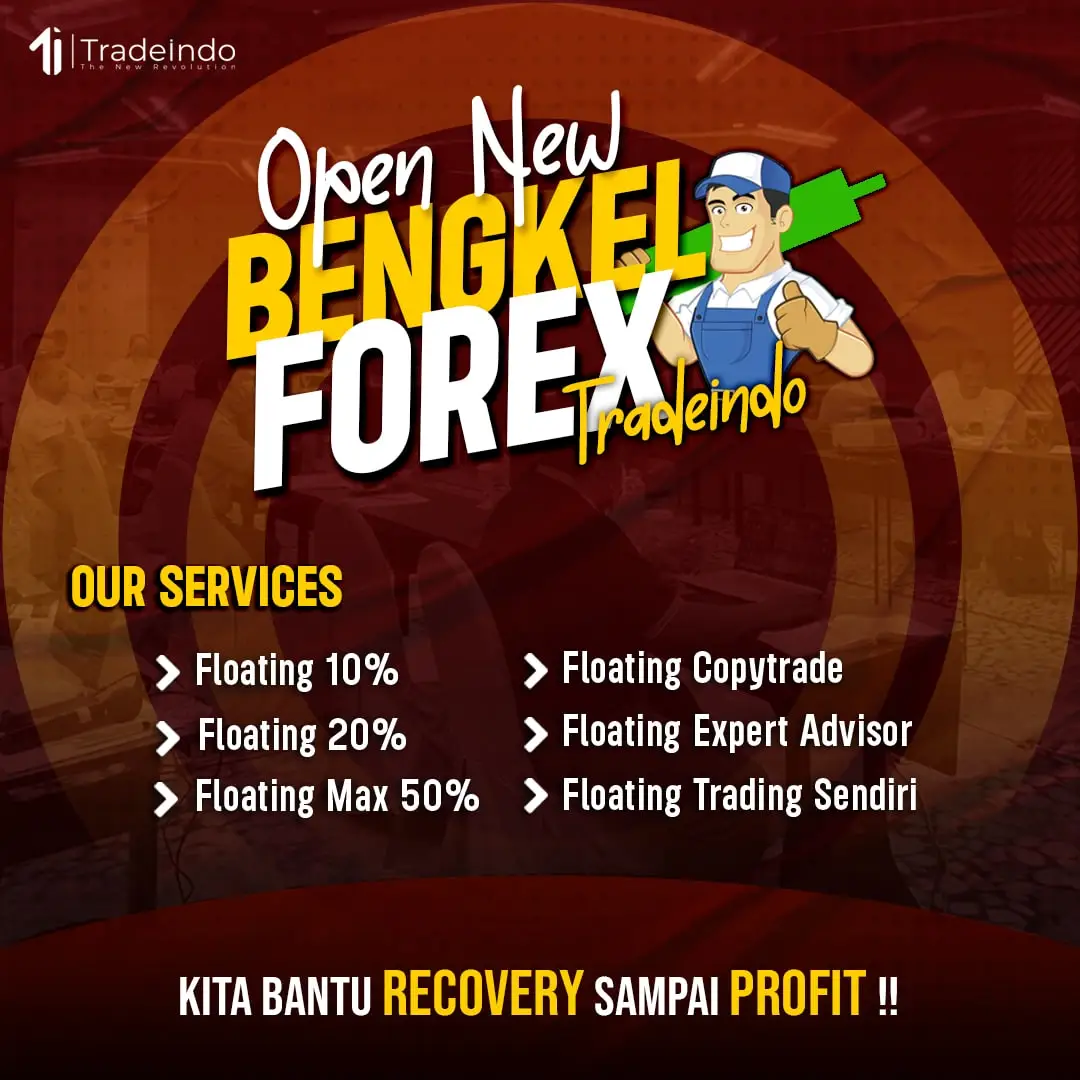 Tradeindo
The New Revolution
Open New
BENGKEL
FOREX
Tradeindo
OUR SERVICES
Floating 10%
Floating 20%
Floating Max 50%
Floating Copytrade
Floating Expert Advisor
Floating Trading Sendiri
KITA BANTU RECOVERY SAMPAI PROFIT !!